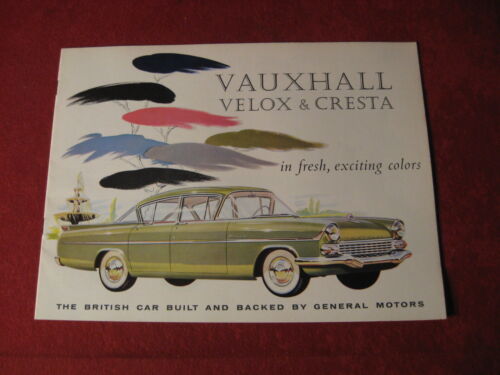 VAUXHALL
VELOX & CRESTA
in fresh, exciting colors
THE BRITISH CAR BUILT AND BACKED BY GENERAL MOTORS